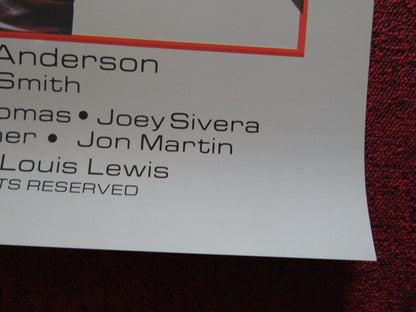 Anderson
Smith
omas • Joey Sivera
ner • Jon Martin
Louis Lewis
TS RESERVED